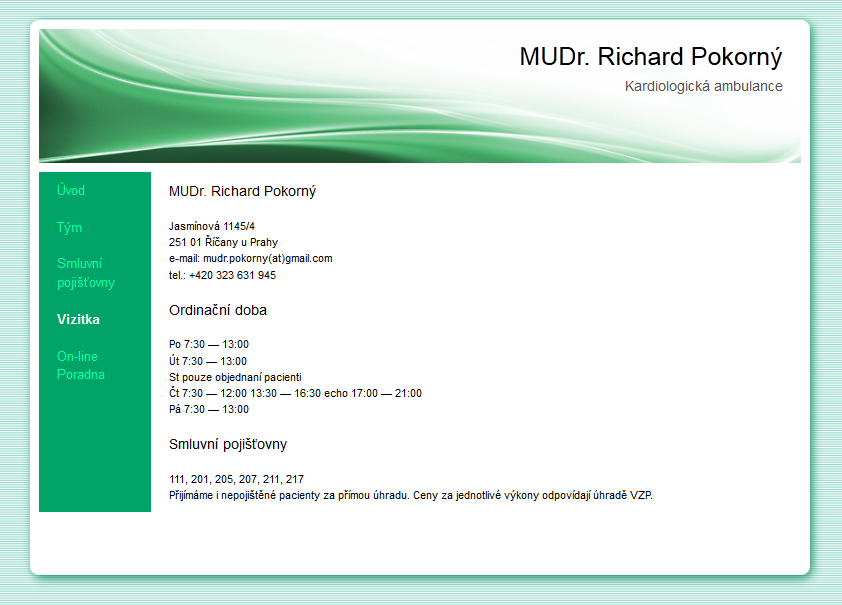 MUDr. Richard Pokorný
Kardiologická ambulance
Úvod
Tým
Smluvní
pojišťovny
Vizitka
On-line
Poradna
MUDr. Richard Pokorný
Jasmínová 1145/4
251 01 Říčany u Prahy
e-mail: mudr.pokorny(at)gmail.com
tel.: +420 323 631 945
Ordinační doba
Po 7:30 — 13:00
Út 7:30 — 13:00
St pouze objednaní pacienti
Čt 7:30 — 12:00 13:30 — 16:30 echo 17:00 — 21:00
Pá 7:30 — 13:00
Smluvní pojišťovny
111, 201, 205, 207, 211, 217
Přijímáme i nepojištěné pacienty za přímou úhradu. Ceny za jednotlivé výkony odpovídají úhradě VZP.